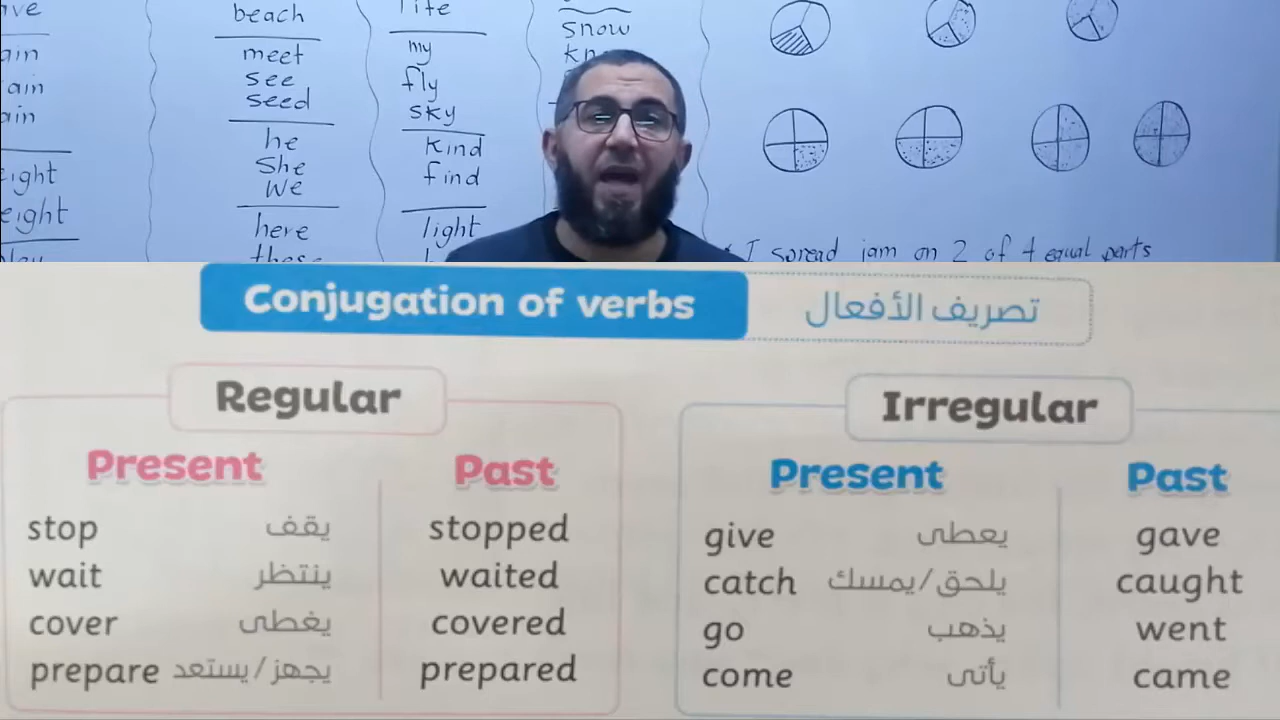 beach
meet
see
seed
he
She
We
here
life
my
fly
sky
kind
find
light
snow
I spread jam on 2 of 4 equal parts
Conjugation of verbs تصريف الأفعال
Regular
Present Past
stop يقف stopped
wait ينتظر waited
cover يغطى covered
prepare يجهز/يستعد prepared
Irregular
Present Past
give يعطى gave
catch يلحق/يمسك caught
go يذهب went
come يأتى came